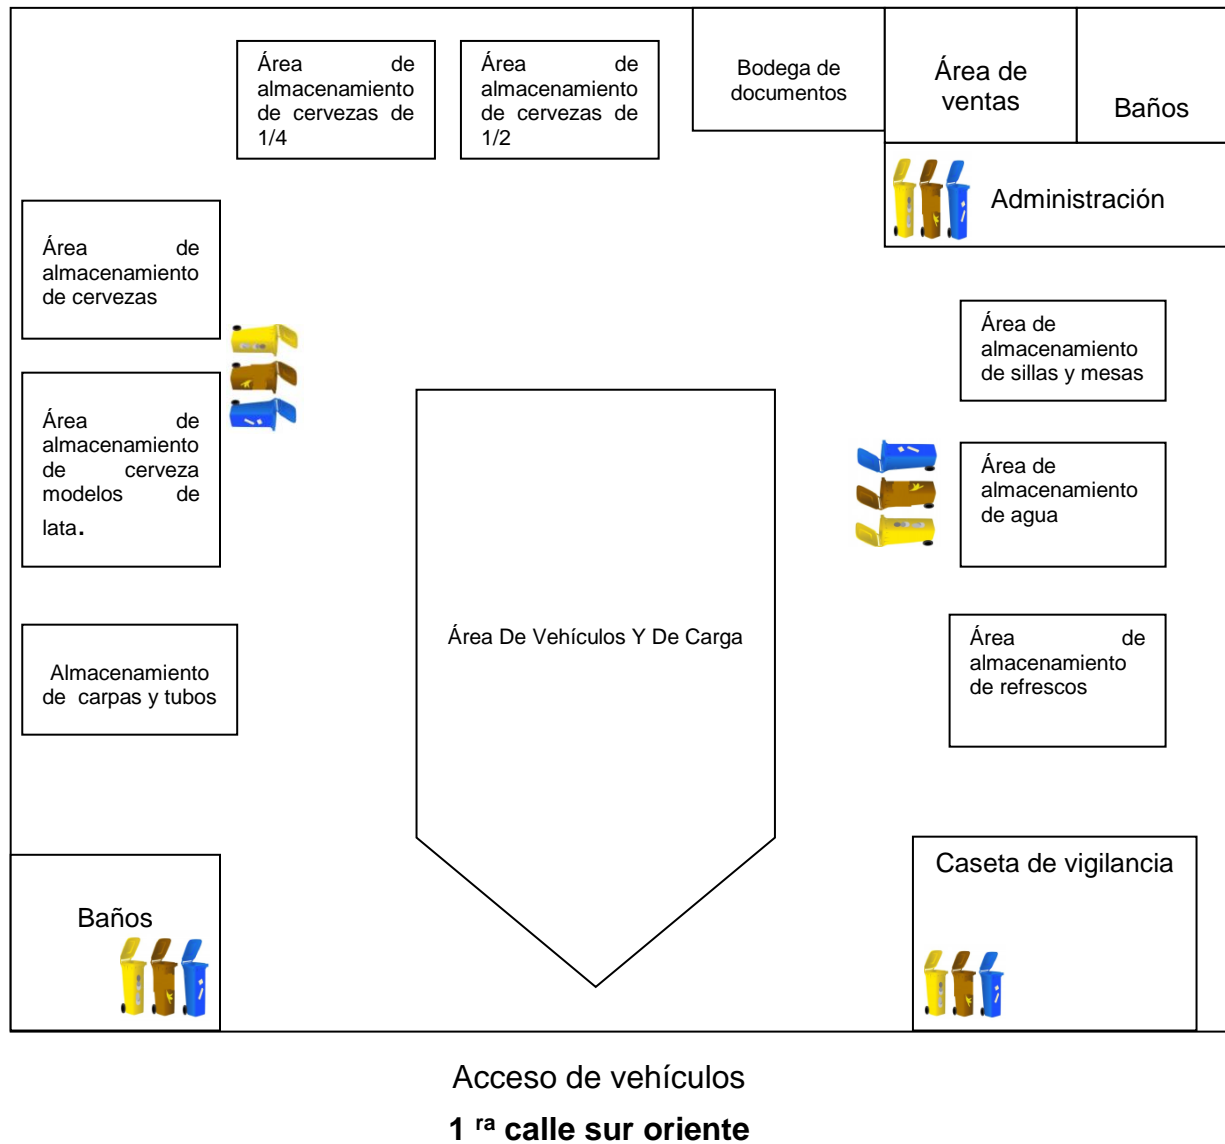 Área de
almacenamiento
de cervezas de
1/4
Área de
almacenamiento
de cervezas de
1/2
Bodega de
documentos
Área de
ventas
Baños
Administración
Área de
almacenamiento
de cervezas
Área de
almacenamiento
de sillas y mesas
Área de
almacenamiento
de cerveza
modelos de
lata.
Área de
almacenamiento
de agua
Área De Vehículos Y De Carga
Almacenamiento
de carpas y tubos
Área de
almacenamiento
de refrescos
Baños
Caseta de vigilancia
Acceso de vehículos
1 ra calle sur oriente